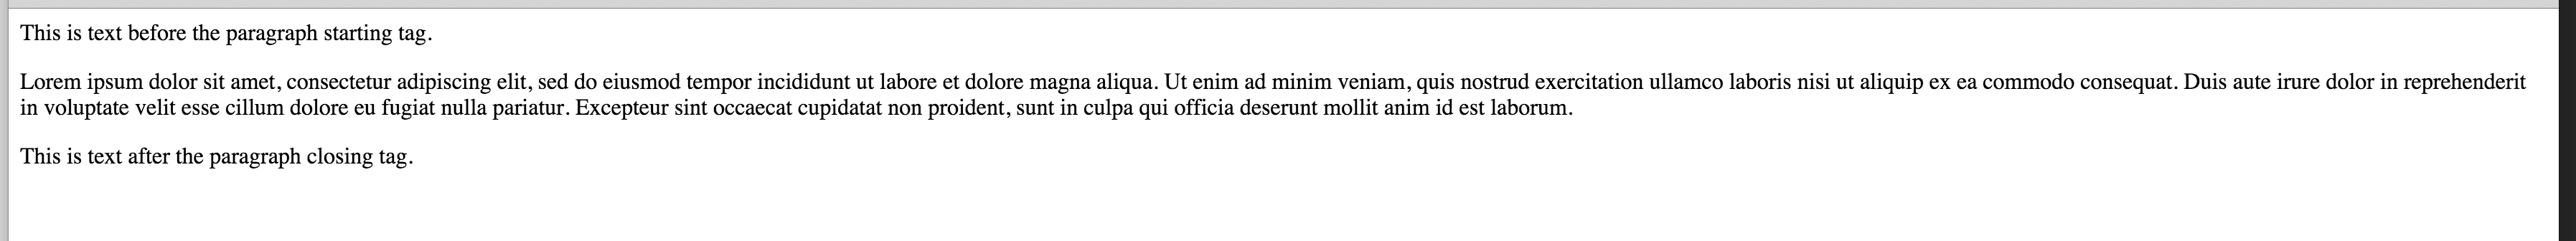 This is text before the paragraph starting tag.
Lorem ipsum dolor sit amet, consectetur adipiscing elit, sed do eiusmod tempor incididunt ut labore et dolore magna aliqua. Ut enim ad minim veniam, quis nostrud exercitation ullamco laboris nisi ut aliquip ex ea commodo consequat. Duis aute irure dolor in reprehenderit
in voluptate velit esse cillum dolore eu fugiat nulla pariatur. Excepteur sint occaecat cupidatat non proident, sunt in culpa qui officia deserunt mollit anim id est laborum.
This is text after the paragraph closing tag.